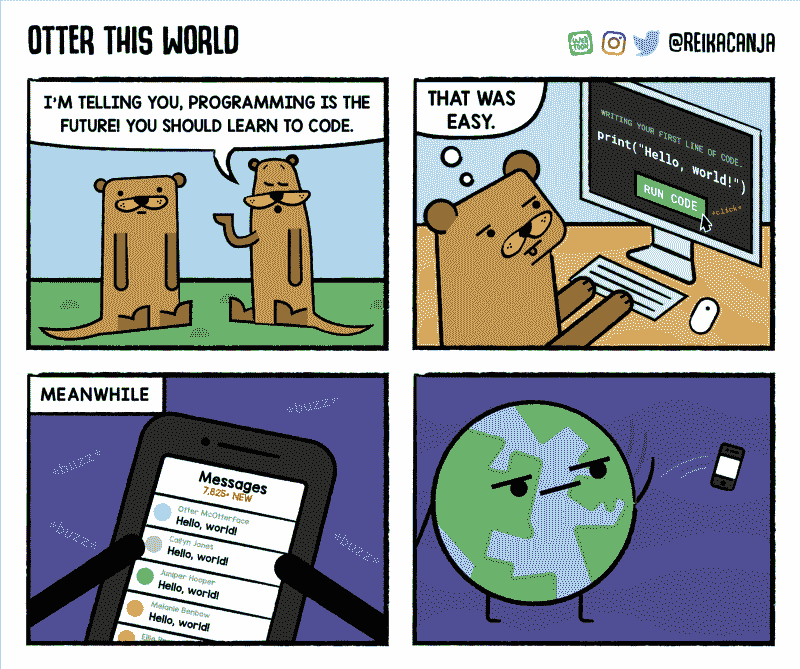 OTTER THIS WORLD
@REIKACANJA
I'M TELLING YOU, PROGRAMMING IS THE
FUTURE! YOU SHOULD LEARN TO CODE.
THAT WAS
EASY.
WRITING YOUR FIRST LINE OF CODE.
print("Hello, world!")
RUN CODE
*click*
MEANWHILE
*buzz*
*buzz*
*buzz*
*buzz*
Messages
7,825+ NEW
Otter McOtterface
Hello, world!
Caitlyn Jones
Hello, world!
Juniper Hooper
Hello, world!
Melanie Benbow
Hello, world!